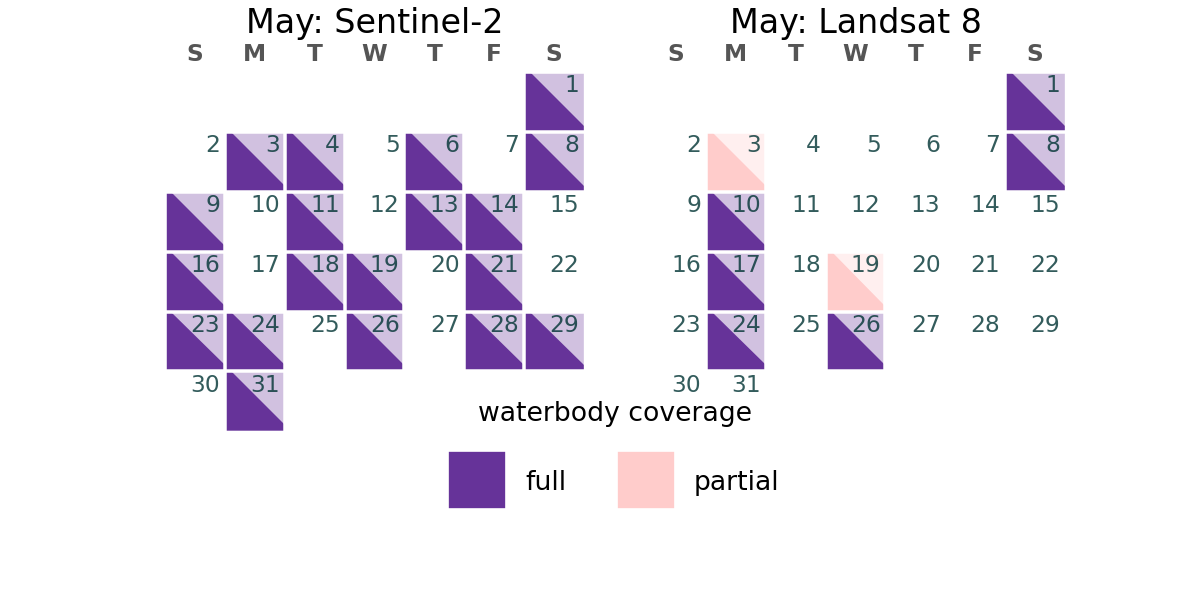 May: Sentinel-2
S M T W T F S
1
2 3 4 5 6 7 8
9 10 11 12 13 14 15
16 17 18 19 20 21 22
23 24 25 26 27 28 29
30 31
May: Landsat 8
S M T W T F S
1
2 3 4 5 6 7 8
9 10 11 12 13 14 15
16 17 18 19 20 21 22
23 24 25 26 27 28 29
30 31
waterbody coverage
full
partial